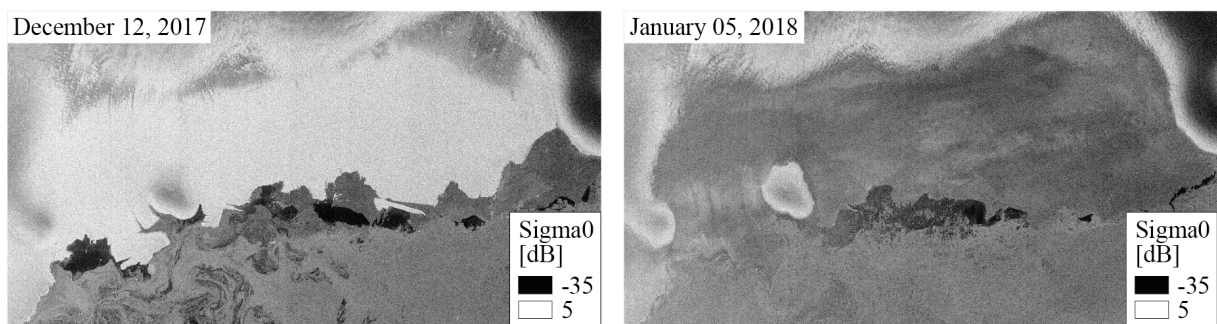 December 12, 2017
Sigma0
[dB]
-35
5
January 05, 2018
Sigma0
[dB]
-35
5